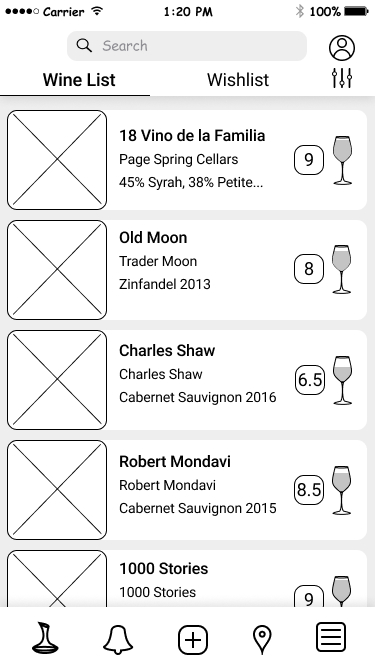 Carrier 1:20 PM 100%
Search
Wine List Wishlist
18 Vino de la Familia
Page Spring Cellars
45% Syrah, 38% Petite...
9
Old Moon
Trader Moon
Zinfandel 2013
8
Charles Shaw
Charles Shaw
Cabernet Sauvignon 2016
6.5
Robert Mondavi
Robert Mondavi
Cabernet Sauvignon 2015
8.5
1000 Stories
1000 Stories
9